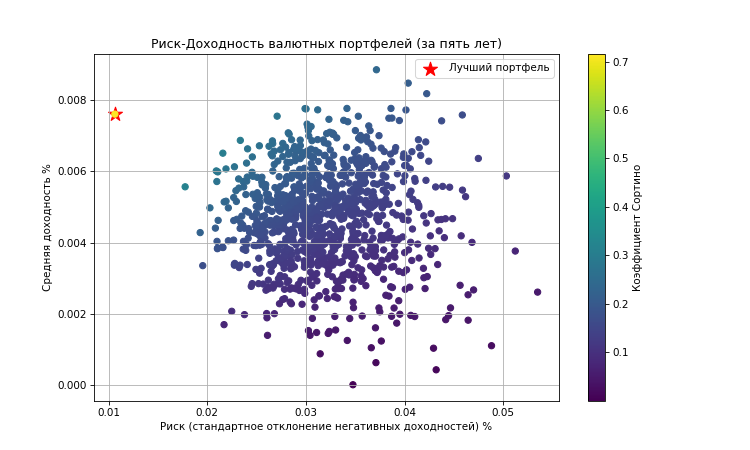 Риск-Доходность валютных портфелей (за пять лет)
Лучший портфель
Средняя доходность %
0.008
0.006
0.004
0.002
0.000
0.01 0.02 0.03 0.04 0.05
Риск (стандартное отклонение негативных доходностей) %
0.7
0.6
0.5
0.4
0.3
0.2
0.1
Коэффициент Сортино